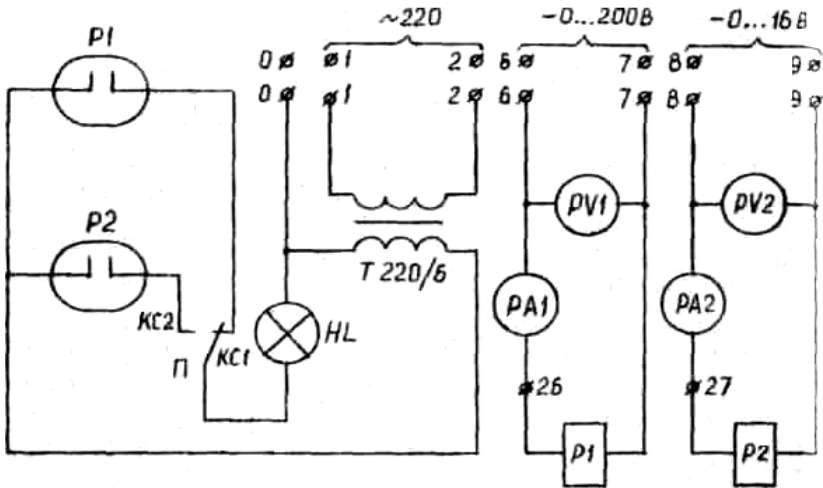 ~220
-0...200В
-0...16В
P1
0 1 2 6 7 8 9
0 1 2 6 7 8 9
PV1
PV2
P2
T 220/6
PA1
PA2
KC2
KC1
HL
П
26
27
P1
P2